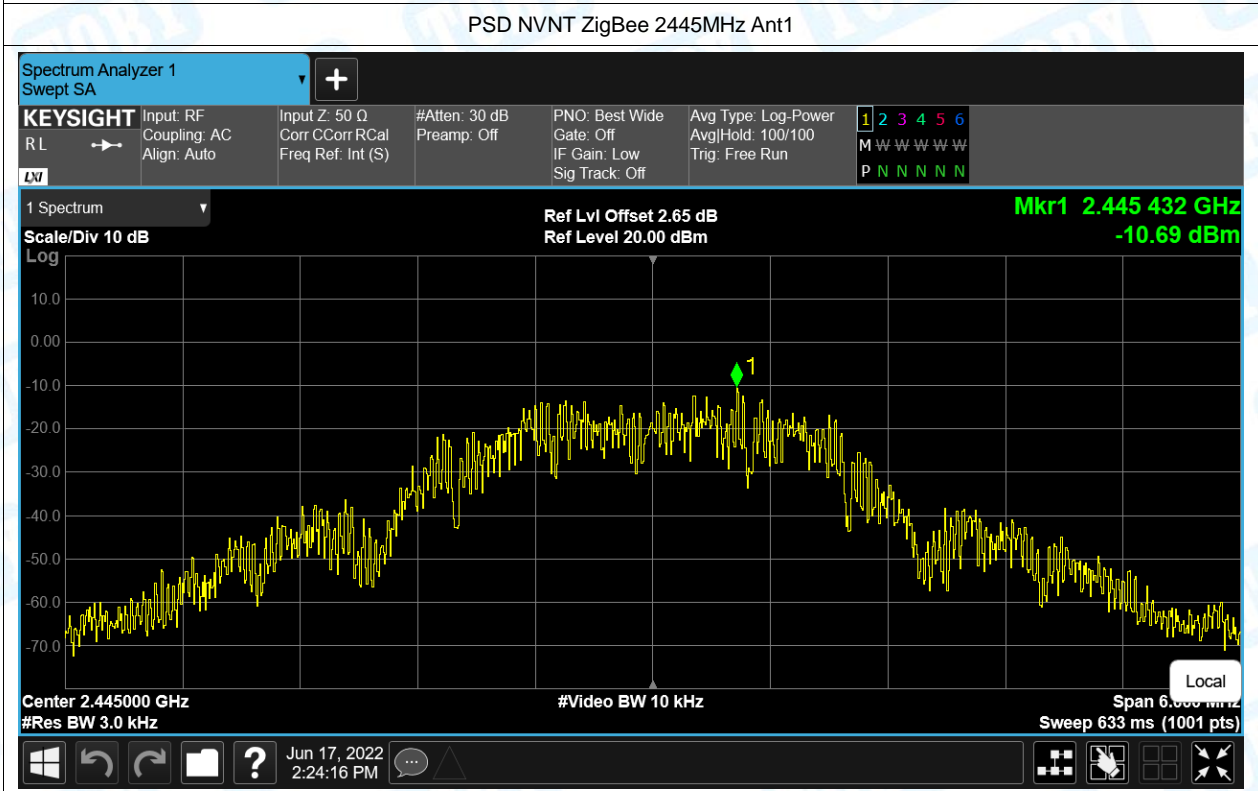 PSD NVNT ZigBee 2445MHz Ant1
Spectrum Analyzer 1
Swept SA
KEYSIGHT
R L
LXI
Input: RF
Coupling: AC
Align: Auto
Input Z: 50 Ω
Corr CCorr RCal
Freq Ref: Int (S)
#Atten: 30 dB
Preamp: Off
PNO: Best Wide
Gate: Off
IF Gain: Low
Sig Track: Off
Avg Type: Log-Power
Avg|Hold: 100/100
Trig: Free Run
1 2 3 4 5 6
M W W W W W
P N N N N N
1 Spectrum
Scale/Div 10 dB
Log
Ref Lvl Offset 2.65 dB
Ref Level 20.00 dBm
Mkr1 2.445 432 GHz
-10.69 dBm
10.0
0.00
-10.0
-20.0
-30.0
-40.0
-50.0
-60.0
-70.0
1
Local
Center 2.445000 GHz
#Res BW 3.0 kHz
#Video BW 10 kHz
Span 6.000 MHz
Sweep 633 ms (1001 pts)
?
Jun 17, 2022
2:24:16 PM